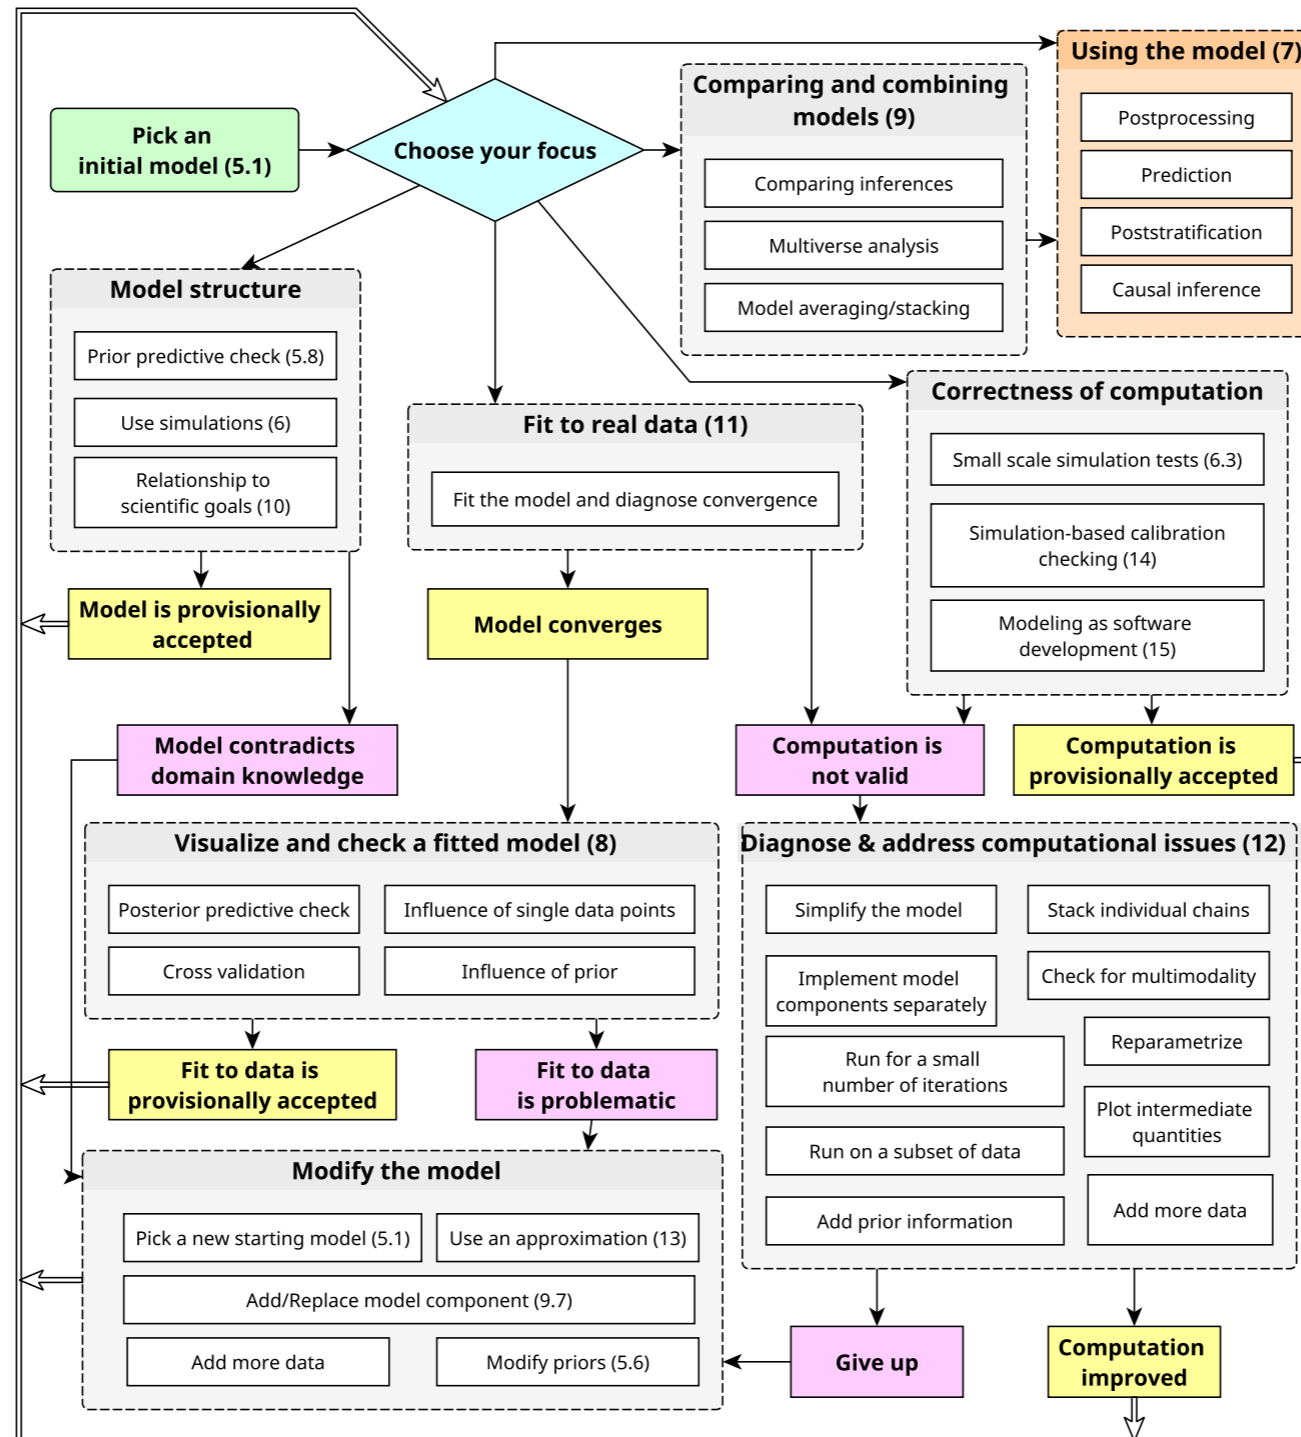 Pick an
initial model (5.1)
Choose your focus
Comparing and combining
models (9)
Comparing inferences
Multiverse analysis
Model averaging/stacking
Using the model (7)
Postprocessing
Prediction
Poststratification
Causal inference
Model structure
Prior predictive check (5.8)
Use simulations (6)
Relationship to
scientific goals (10)
Fit to real data (11)
Fit the model and diagnose convergence
Correctness of computation
Small scale simulation tests (6.3)
Simulation-based calibration
checking (14)
Modeling as software
development (15)
Model is provisionally
accepted
Model converges
Model contradicts
domain knowledge
Computation is
not valid
Computation is
provisionally accepted
Visualize and check a fitted model (8)
Posterior predictive check
Influence of single data points
Cross validation
Influence of prior
Diagnose & address computational issues (12)
Simplify the model
Stack individual chains
Implement model
components separately
Check for multimodality
Reparametrize
Run for a small
number of iterations
Plot intermediate
quantities
Run on a subset of data
Add prior information
Add more data
Fit to data is
provisionally accepted
Fit to data
is problematic
Modify the model
Pick a new starting model (5.1)
Use an approximation (13)
Add/Replace model component (9.7)
Add more data
Modify priors (5.6)
Give up
Computation
improved